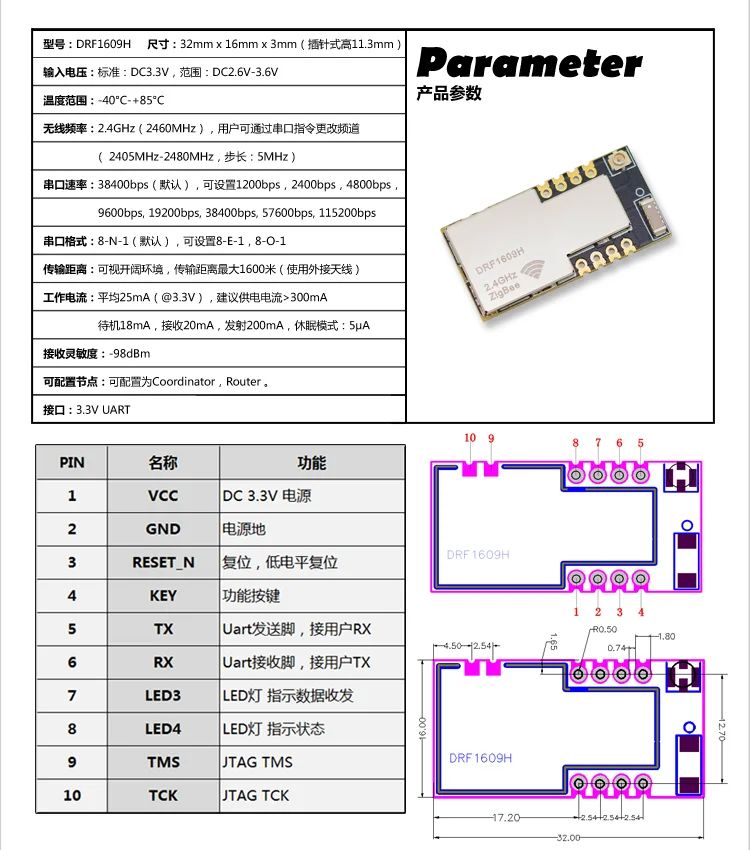 型号：DRF1609H 尺寸：32mm x 16mm x 3mm（插针式高11.3mm）
输入电压：标准：DC3.3V，范围：DC2.6V-3.6V
温度范围：-40°C-+85°C
无线频率：2.4GHz（2460MHz），用户可通过串口指令更改频道
（ 2405MHz-2480MHz，步长：5MHz）
串口速率：38400bps（默认），可设置1200bps，2400bps，4800bps，
9600bps, 19200bps, 38400bps, 57600bps, 115200bps
串口格式：8-N-1（默认），可设置8-E-1，8-O-1
传输距离：可视开阔环境，传输距离最大1600米（使用外接天线）
工作电流：平均25mA（@3.3V），建议供电电流>300mA
待机18mA，接收20mA，发射200mA，休眠模式：5μA
接收灵敏度：-98dBm
可配置节点：可配置为Coordinator，Router 。
接口：3.3V UART
Parameter
产品参数
DRF1609H
2.4GHz
ZigBee
PIN 名称 功能
1 VCC DC 3.3V 电源
2 GND 电源地
3 RESET_N 复位，低电平复位
4 KEY 功能按键
5 TX Uart发送脚，接用户RX
6 RX Uart接收脚，接用户TX
7 LED3 LED灯 指示数据收发
8 LED4 LED灯 指示状态
9 TMS JTAG TMS
10 TCK JTAG TCK
10 9 8 7 6 5
DRF1609H
1 2 3 4
4.50 2.54 1.65 R0.50 0.74 1.80
16.00 12.70
DRF1609H
17.20 2.54 2.54 2.54
32.00